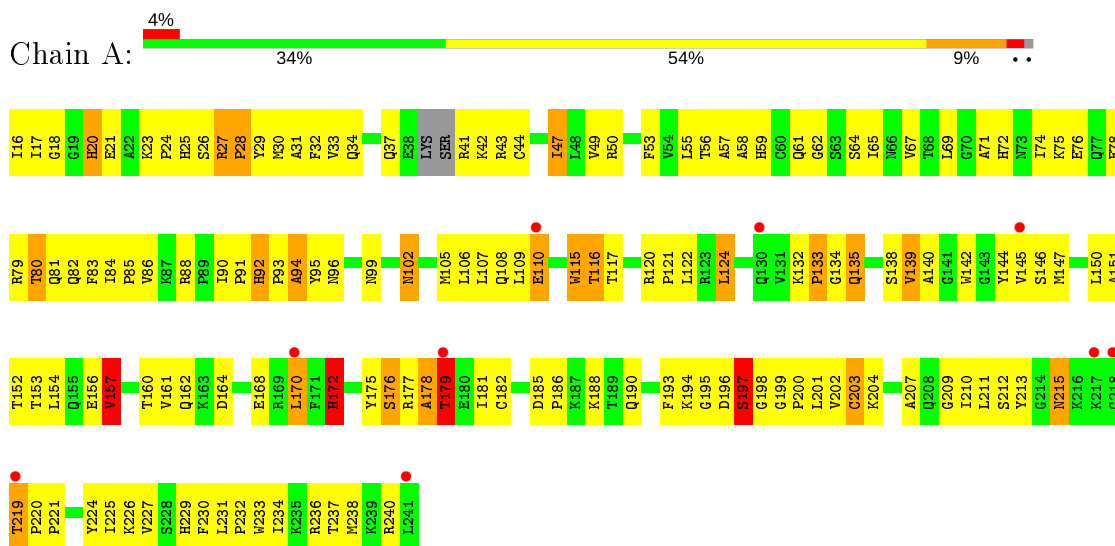 4%
Chain A:
34% 54% 9% • •
I16 I17 G18 G19 H20 E21 A22 K23 P24 H25 S26 R27 P28 Y29 M30 A31 F32 V33 Q34 Q37 E38 LYS SER R41 K42 R43 C44 I47 L48 V49 R50 F53 V54 L55 T56 A57 A58 H59 C60 Q61 G62 S63 S64 I65 N66 V67 T68 L69 G70 A71 H72 N73 I74 K75 E76 Q77
R79 T80 Q81 Q82 F83 I84 P85 V86 K87 R88 P89 I90 P91 H92 P93 A94 Y95 N96 N99 N102 M105 L106 L107 Q108 L109 E110 W115 T116 T117 R120 P121 L122 R123 L124 Q130 V131 K132 P133 G134 Q135 S138 V139 A140 G141 W142 G143 Y144 V145 S146 M147 L150 A151
T152 T153 L154 Q155 E156 V157 T160 V161 Q162 K163 D164 E168 R169 L170 F171 H172 Y175 S176 R177 A178 T179 E180 I181 C182 D185 P186 K187 K188 T189 Q190 F193 K194 G195 D196 S197 G198 G199 P200 L201 V202 C203 K204 A207 Q208 G209 I210 L211 S212 Y213 G214 N215 K216 K217 G218
T219 P220 P221 Y224 I225 K226 V227 S228 H229 F230 L231 P232 W233 I234 K235 R236 T237 M238 K239 R240 L241